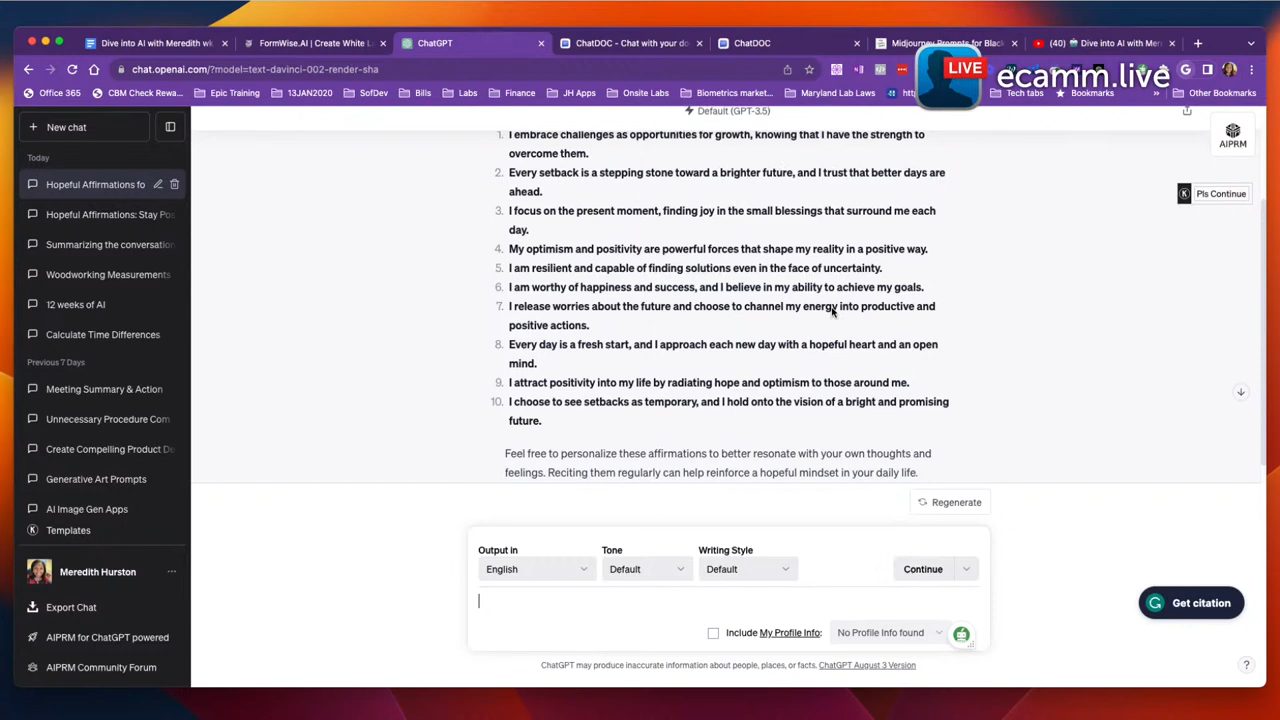 Dive into AI with Meredith wk
FormWise.AI | Create White L
ChatGPT
ChatDOC - Chat with your do
ChatDOC
Midjourney Prompts for Black
(40) Dive into AI with Mer
LIVE
ecamm.live
chat.openai.com/?model=text-davinci-002-render-sha
Office 365
CBM Check Rewa...
Epic Training
13JAN2020
SofDev
Bills
Labs
Finance
JH Apps
Onsite Labs
Biometrics market...
Maryland Lab Laws
Tech tabs
Bookmarks
Other Bookmarks
New chat
Default (GPT-3.5)
AIPRM
K Pls Continue
Today
Hopeful Affirmations fo
Hopeful Affirmations: Stay Pos
Summarizing the conversation
Woodworking Measurements
12 weeks of AI
Calculate Time Differences
Previous 7 Days
Meeting Summary & Action
Unnecessary Procedure Com
Create Compelling Product De
Generative Art Prompts
AI Image Gen Apps
K Templates
Meredith Hurston
Export Chat
AIPRM for ChatGPT powered
AIPRM Community Forum
1. I embrace challenges as opportunities for growth, knowing that I have the strength to
overcome them.
2. Every setback is a stepping stone toward a brighter future, and I trust that better days are
ahead.
3. I focus on the present moment, finding joy in the small blessings that surround me each
day.
4. My optimism and positivity are powerful forces that shape my reality in a positive way.
5. I am resilient and capable of finding solutions even in the face of uncertainty.
6. I am worthy of happiness and success, and I believe in my ability to achieve my goals.
7. I release worries about the future and choose to channel my energy into productive and
positive actions.
8. Every day is a fresh start, and I approach each new day with a hopeful heart and an open
mind.
9. I attract positivity into my life by radiating hope and optimism to those around me.
10. I choose to see setbacks as temporary, and I hold onto the vision of a bright and promising
future.
Feel free to personalize these affirmations to better resonate with your own thoughts and
feelings. Reciting them regularly can help reinforce a hopeful mindset in your daily life.
Regenerate
Output in
Tone
Writing Style
English
Default
Default
Continue
Include My Profile Info:
No Profile Info found
Get citation
ChatGPT may produce inaccurate information about people, places, or facts. ChatGPT August 3 Version